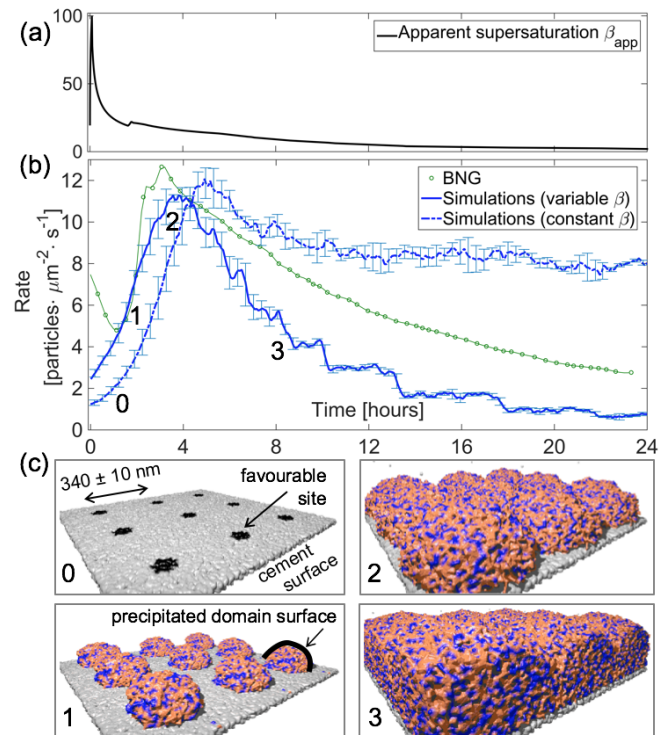 (a)
100
50
0
Apparent supersaturation β_app
(b)
12
10
8
6
4
2
0
Rate
[particles· μm⁻²· s⁻¹]
BNG
Simulations (variable β)
Simulations (constant β)
0
1
2
3
Time [hours]
0 4 8 12 16 20 24
(c)
340 ± 10 nm
favourable
site
cement
surface
0
2
precipitated domain surface
1
3